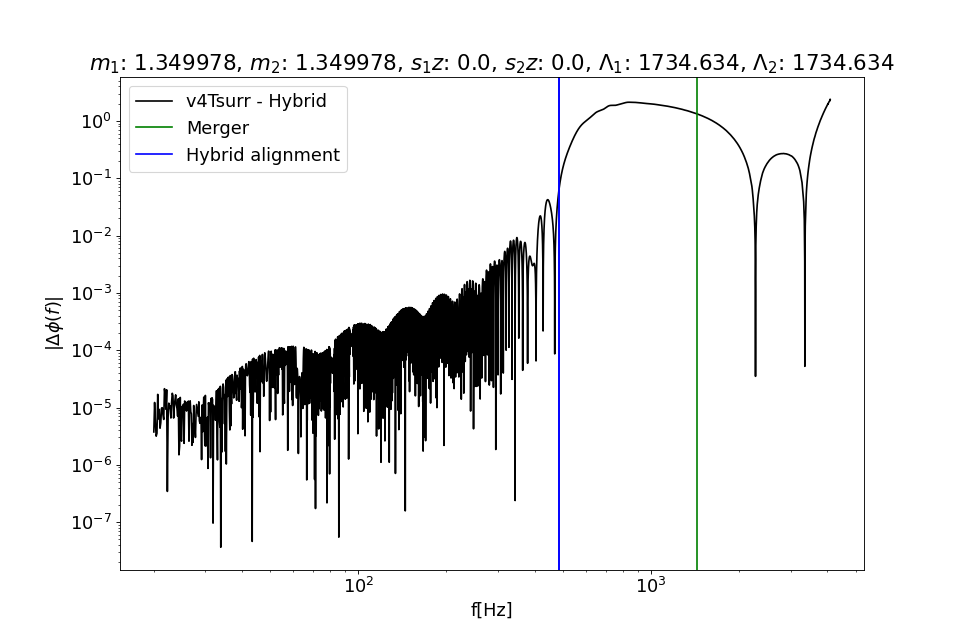 m₁: 1.349978, m₂: 1.349978, s₁z: 0.0, s₂z: 0.0, Λ₁: 1734.634, Λ₂: 1734.634
v4Tsurr - Hybrid
Merger
Hybrid alignment
10⁰
10⁻¹
10⁻²
10⁻³
10⁻⁴
10⁻⁵
10⁻⁶
10⁻⁷
|Δϕ(f)|
10² 10³
f[Hz]